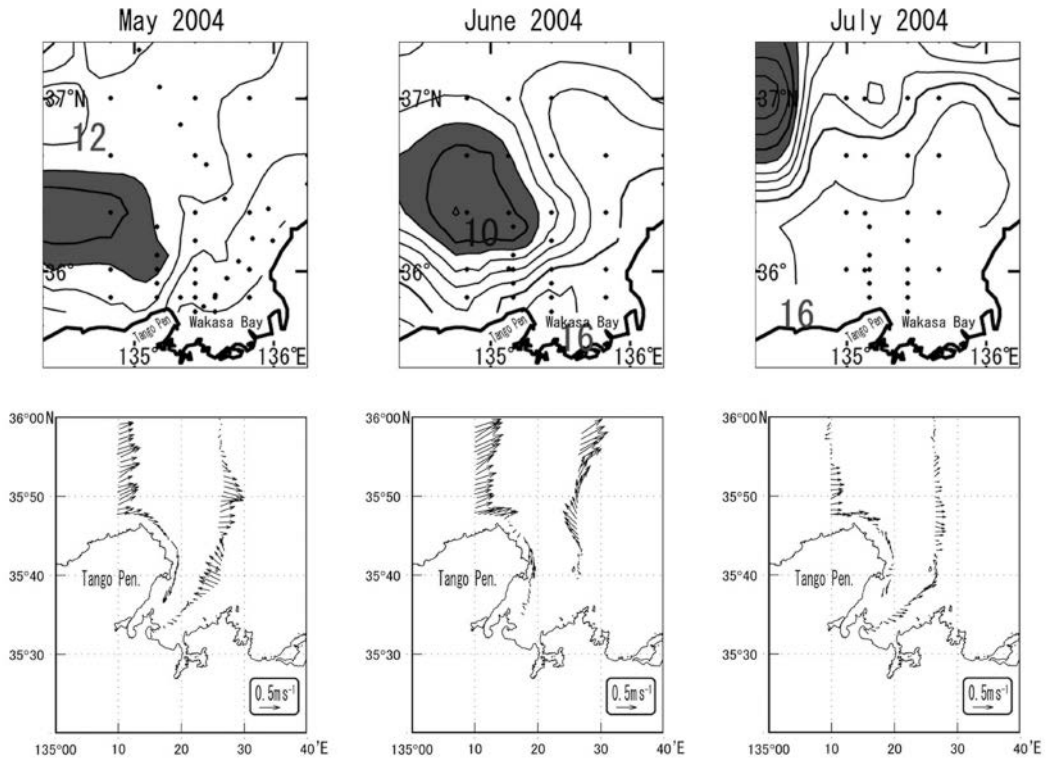 May 2004
June 2004
July 2004
37°N
12
36°
Tango Pen
Wakasa Bay
135°
136°E
37°N
10
36°
Tango Pen
Wakasa Bay
16
135°
136°E
37°N
36°
16
Tango Pen
Wakasa Bay
135°
136°E
36°00N
35°50
35°40
35°30
Tango Pen.
0.5ms⁻¹
135°00
10
20
30
40'E
36°00N
35°50
35°40
35°30
Tango Pen.
0.5ms⁻¹
135°00
10
20
30
40'E
36°00N
35°50
35°40
35°30
Tango Pen.
0.5ms⁻¹
135°00
10
20
30
40'E